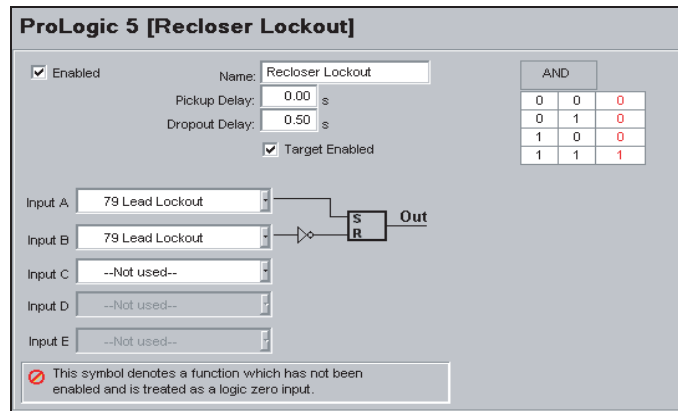 ProLogic 5 [Recloser Lockout]
Enabled
Name: Recloser Lockout
Pickup Delay: 0.00 s
Dropout Delay: 0.50 s
Target Enabled
AND
0 0 0
0 1 0
1 0 0
1 1 1
Input A 79 Lead Lockout
Input B 79 Lead Lockout
S
R
Out
Input C --Not used--
Input D --Not used--
Input E --Not used--
This symbol denotes a function which has not been
enabled and is treated as a logic zero input.